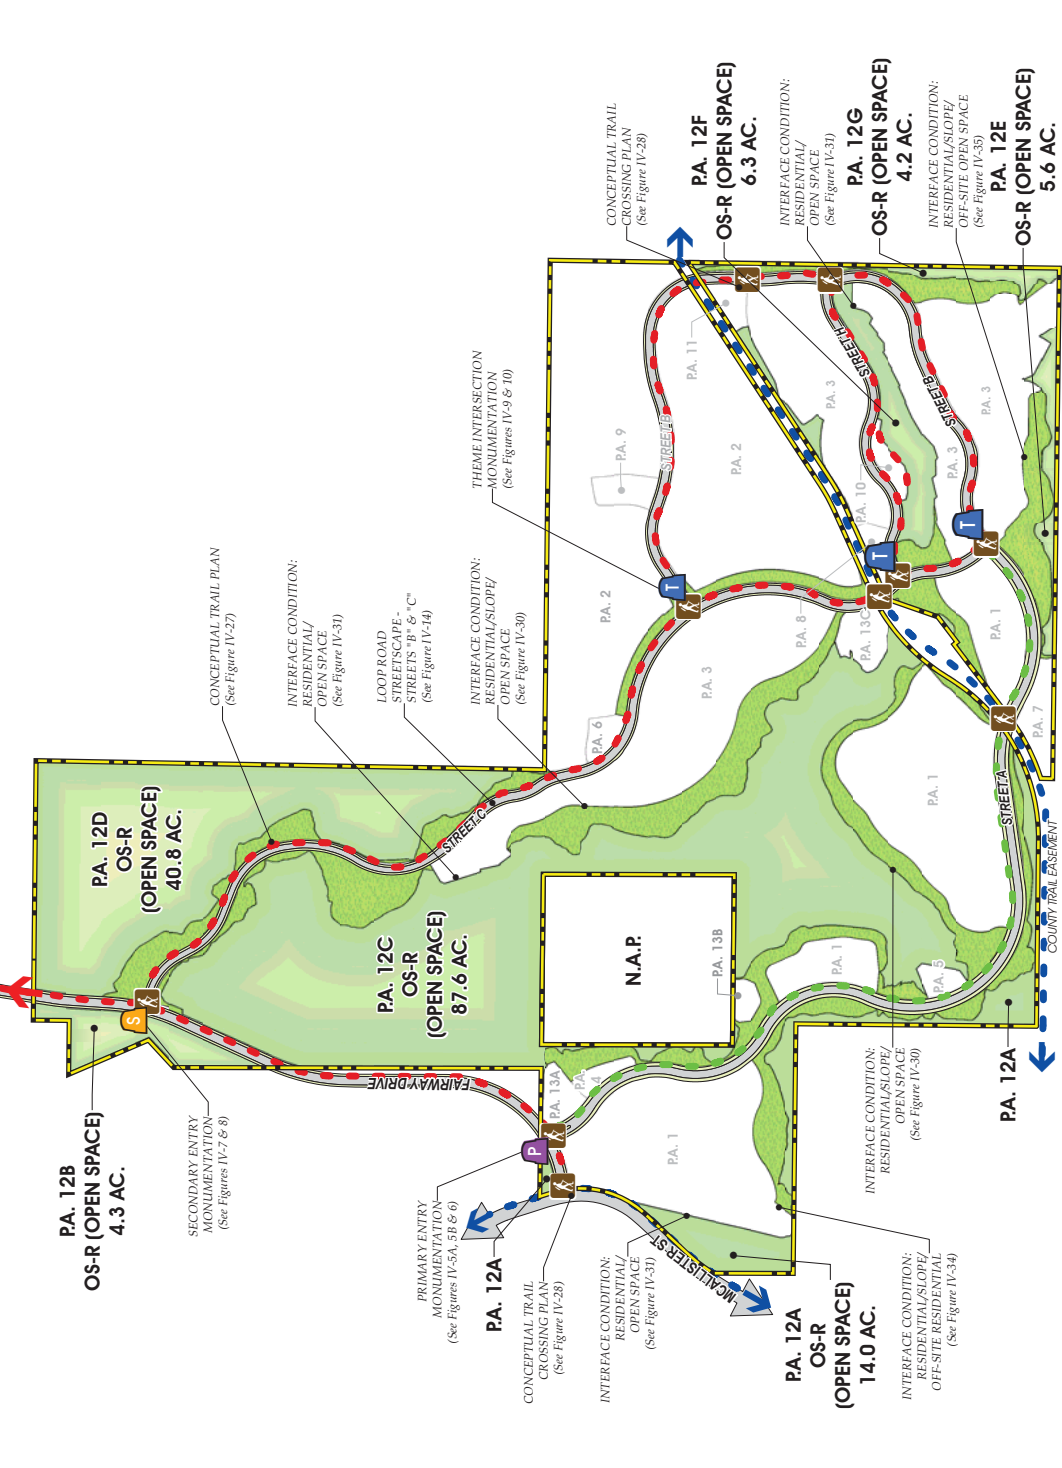 P.A. 12B
OS-R (OPEN SPACE)
4.3 AC.
SECONDARY ENTRY
MONUMENTATION
(See Figures IV-7 & 8)
P.A. 12D
OS-R
(OPEN SPACE)
40.8 AC.
CONCEPTUAL TRAIL PLAN
(See Figure IV-27)
INTERFACE CONDITION:
RESIDENTIAL/
OPEN SPACE
(See Figure IV-31)
LOOP ROAD
STREETSCAPE -
STREETS "B" & "C"
(See Figure IV-14)
INTERFACE CONDITION:
RESIDENTIAL/SLOPE/
OPEN SPACE
(See Figure IV-30)
THEME INTERSECTION
MONUMENTATION
(See Figures IV-9 & 10)
CONCEPTUAL TRAIL
CROSSING PLAN
(See Figure IV-28)
P.A. 12F
OS-R (OPEN SPACE)
6.3 AC.
INTERFACE CONDITION:
RESIDENTIAL/
OPEN SPACE
(See Figure IV-31)
P.A. 12G
OS-R (OPEN SPACE)
4.2 AC.
INTERFACE CONDITION:
RESIDENTIAL/SLOPE/
OFF-SITE OPEN SPACE
(See Figure IV-35)
P.A. 12E
OS-R (OPEN SPACE)
5.6 AC.
P.A. 12C
OS-R
(OPEN SPACE)
87.6 AC.
N.A.P.
P.A. 13B
P.A. 1
P.A. 5
P.A. 13A
P.A.
4
P.A. 1
P.A. 1
P.A. 7
P.A. 1
P.A. 13C
P.A. 8
P.A. 3
P.A. 6
P.A. 2
P.A. 9
P.A. 2
P.A. 11
P.A. 3
P.A. 10
P.A. 3
P.A. 3
STREET B
STREET H
STREET B
STREET C
STREET A
FAIRWAY DRIVE
MCALLISTER ST
COUNTY TRAIL EASEMENT
S
P
T
T
T
PRIMARY ENTRY
MONUMENTATION
(See Figures IV-5A, 5B & 6)
P.A. 12A
CONCEPTUAL TRAIL
CROSSING PLAN
(See Figure IV-28)
INTERFACE CONDITION:
RESIDENTIAL/
OPEN SPACE
(See Figure IV-31)
P.A. 12A
OS-R
(OPEN SPACE)
14.0 AC.
INTERFACE CONDITION:
RESIDENTIAL/SLOPE/
OPEN SPACE
(See Figure IV-30)
INTERFACE CONDITION:
RESIDENTIAL/SLOPE/
OFF-SITE RESIDENTIAL
(See Figure IV-34)
P.A. 12A